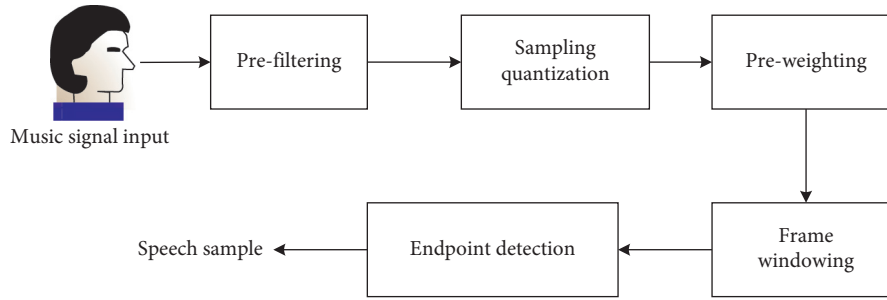 Music signal input
Pre-filtering
Sampling
quantization
Pre-weighting
Frame
windowing
Endpoint detection
Speech sample